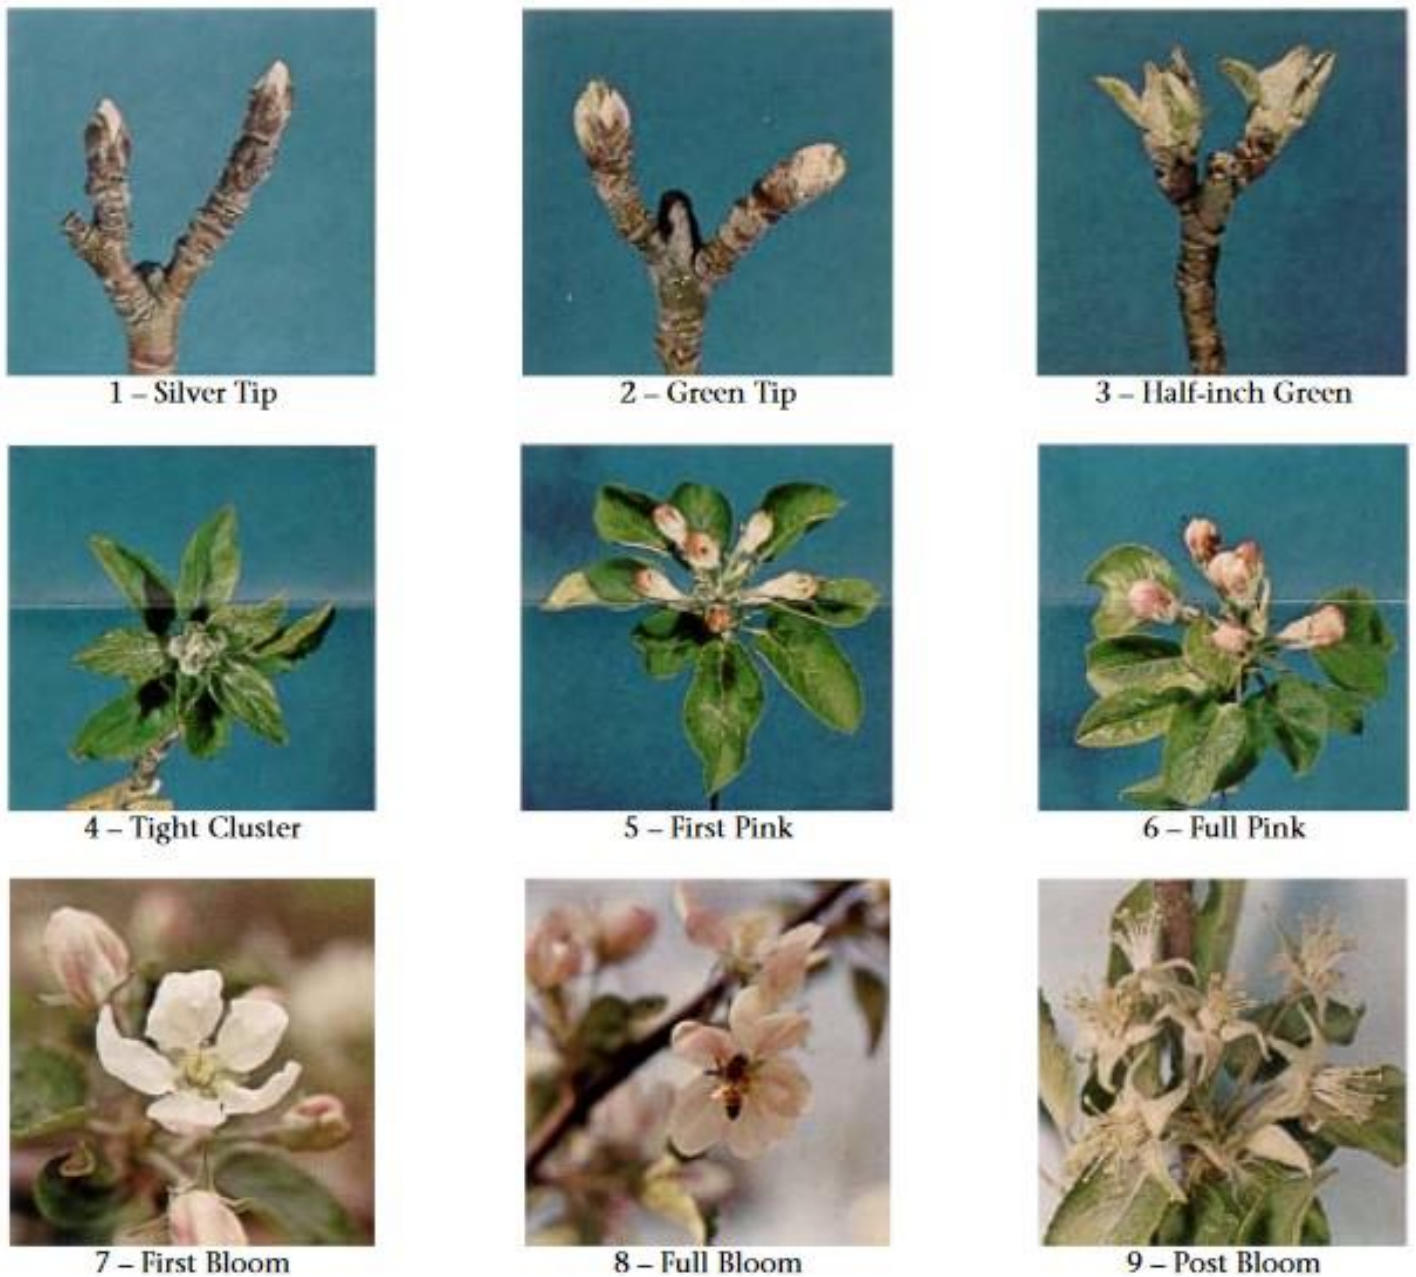 1 – Silver Tip
2 – Green Tip
3 – Half-inch Green
4 – Tight Cluster
5 – First Pink
6 – Full Pink
7 – First Bloom
8 – Full Bloom
9 – Post Bloom